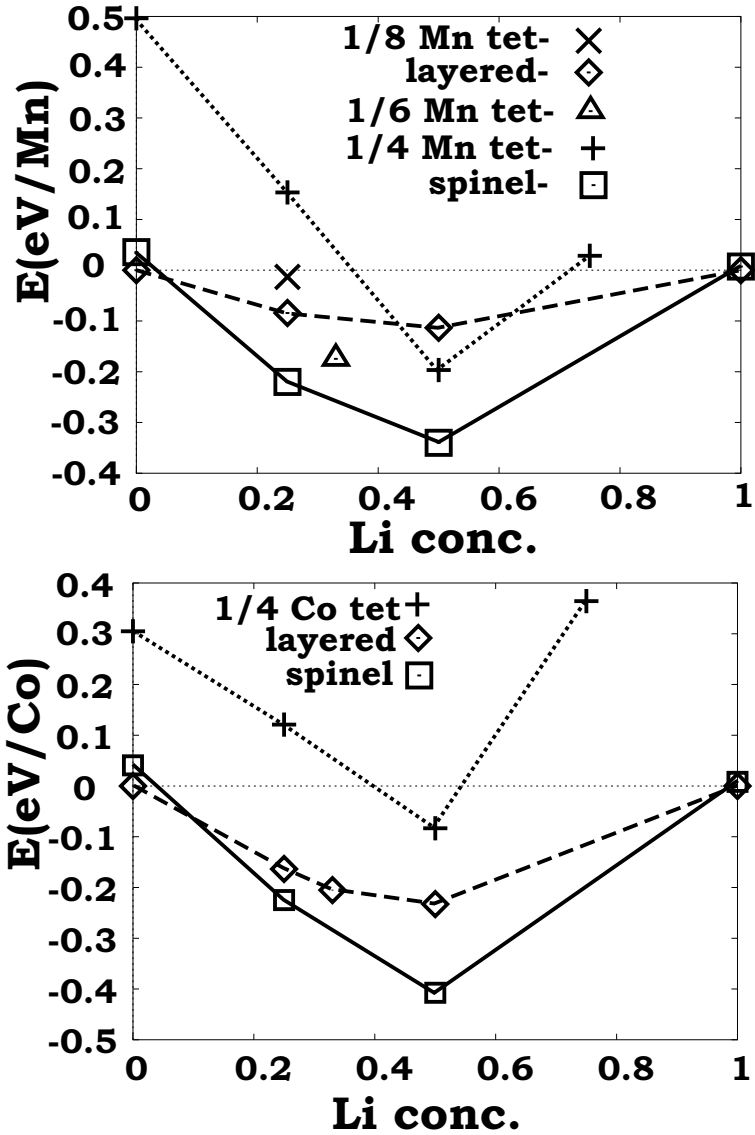 0.5
0.4
0.3
0.2
0.1
0
-0.1
-0.2
-0.3
-0.4
E(eV/Mn)
1/8 Mn tet-
layered-
1/6 Mn tet-
1/4 Mn tet-
spinel-
0 0.2 0.4 0.6 0.8 1
Li conc.
0.4
0.3
0.2
0.1
0
-0.1
-0.2
-0.3
-0.4
-0.5
E(eV/Co)
1/4 Co tet
layered
spinel
0 0.2 0.4 0.6 0.8 1
Li conc.